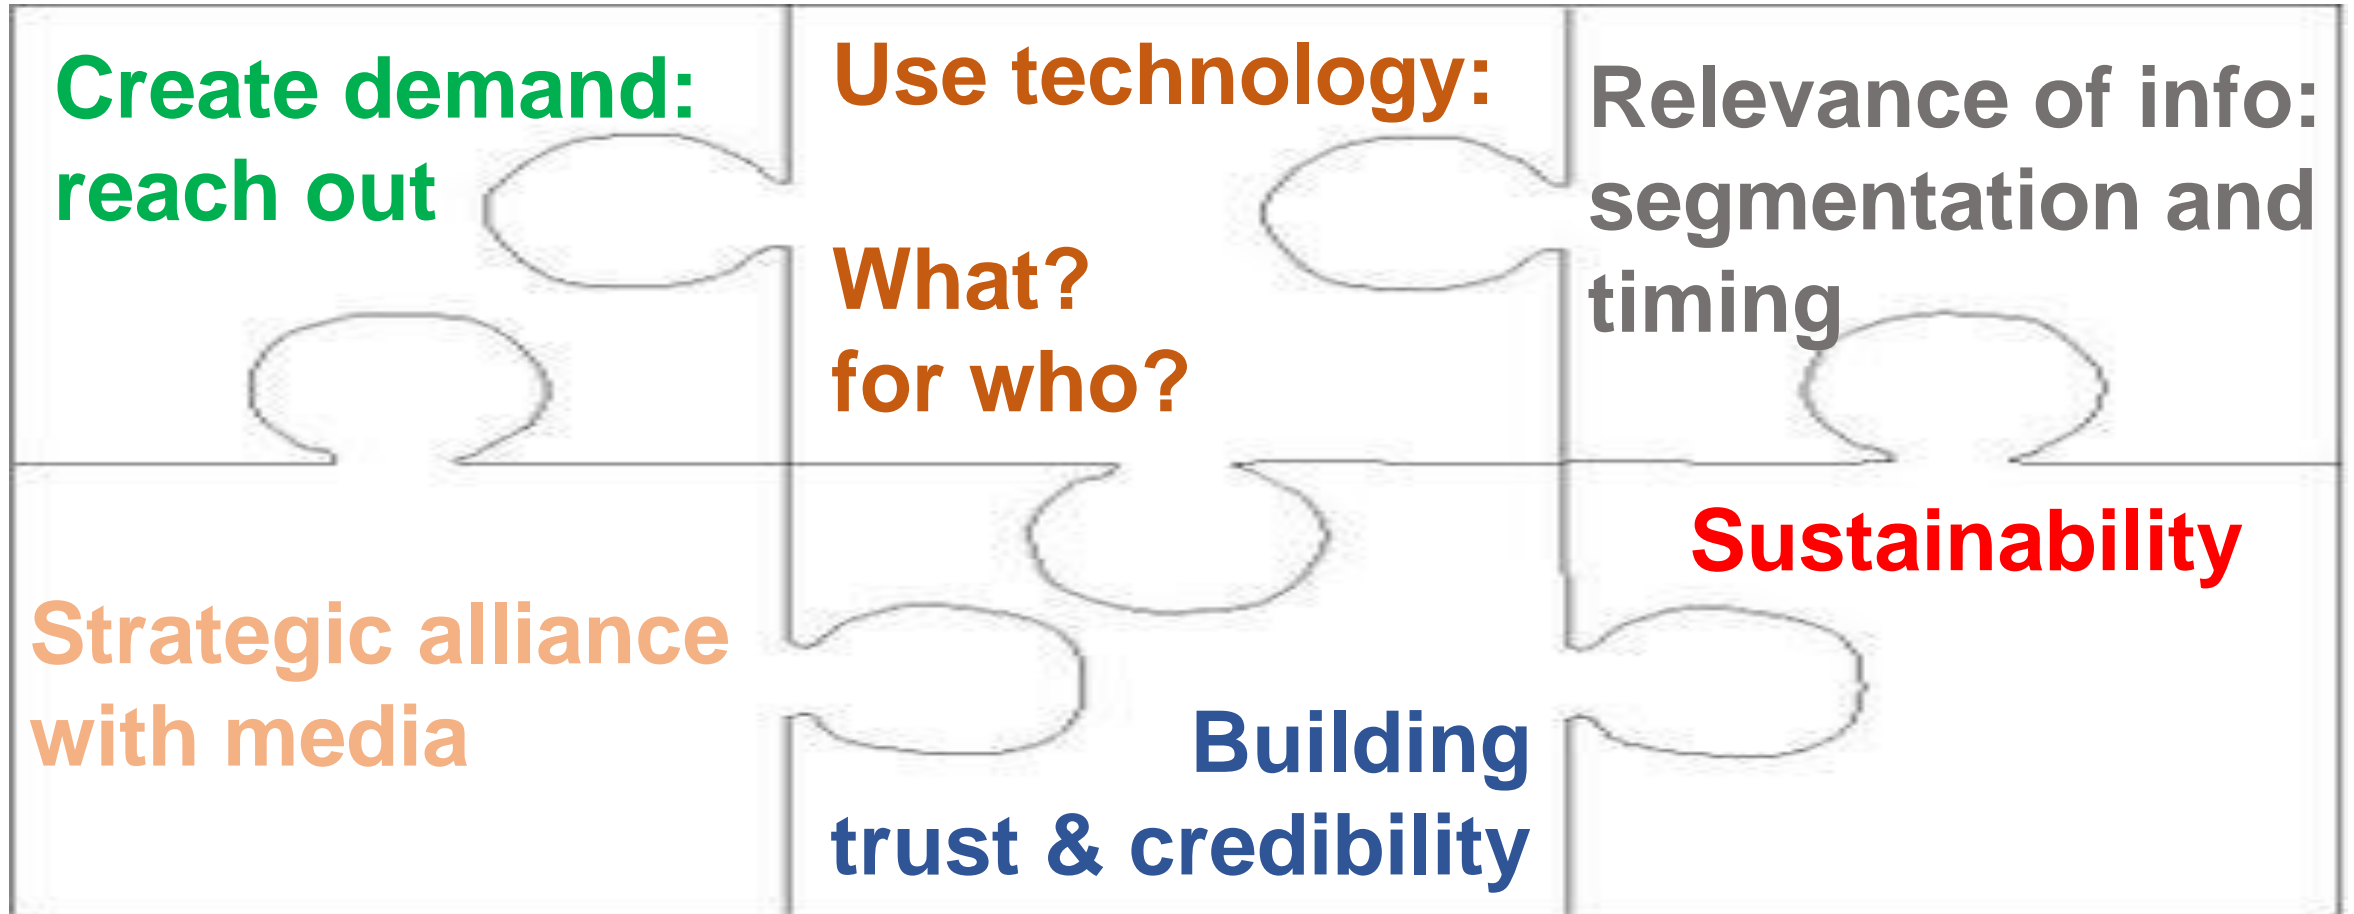 Create demand:
reach out
Use technology:
What?
for who?
Relevance of info:
segmentation and
timing
Strategic alliance
with media
Building
trust & credibility
Sustainability